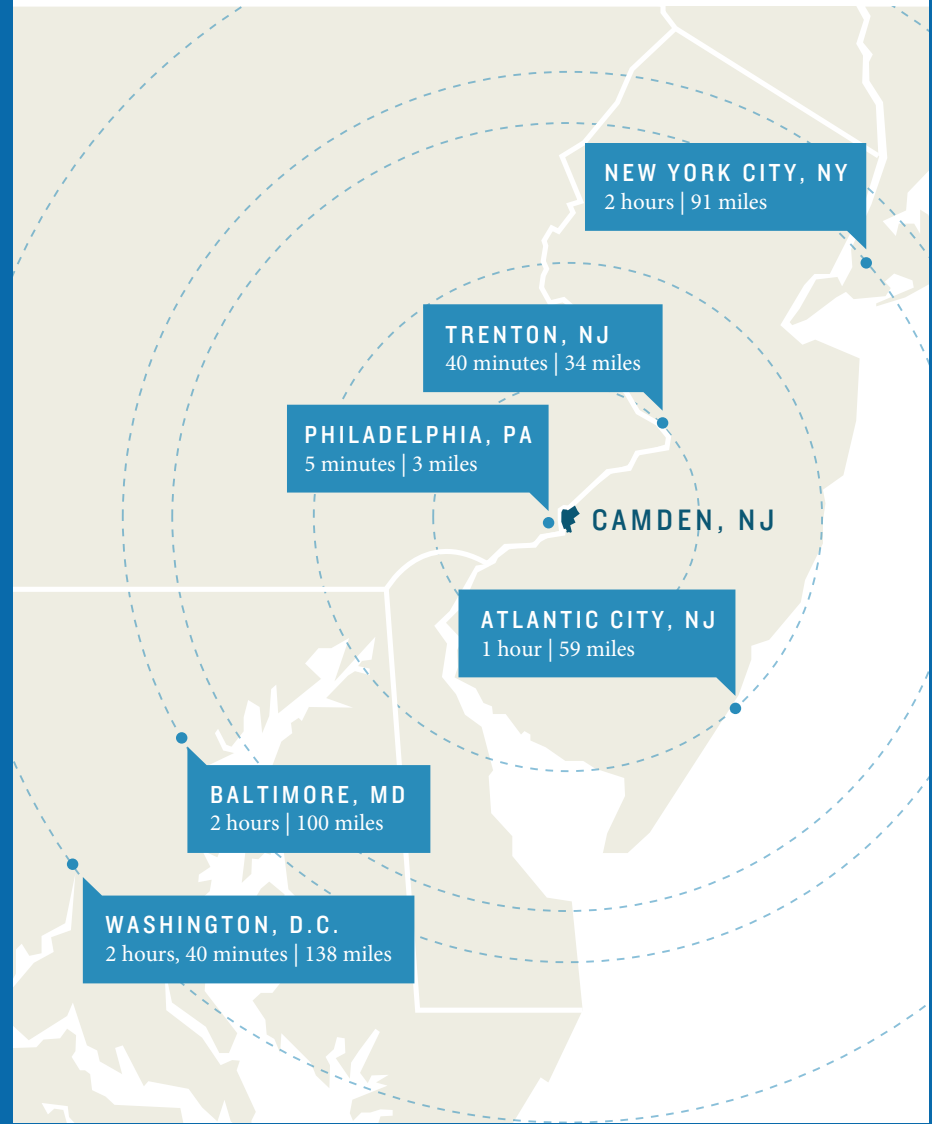 NEW YORK CITY, NY
2 hours | 91 miles
TRENTON, NJ
40 minutes | 34 miles
PHILADELPHIA, PA
5 minutes | 3 miles
CAMDEN, NJ
ATLANTIC CITY, NJ
1 hour | 59 miles
BALTIMORE, MD
2 hours | 100 miles
WASHINGTON, D.C.
2 hours, 40 minutes | 138 miles